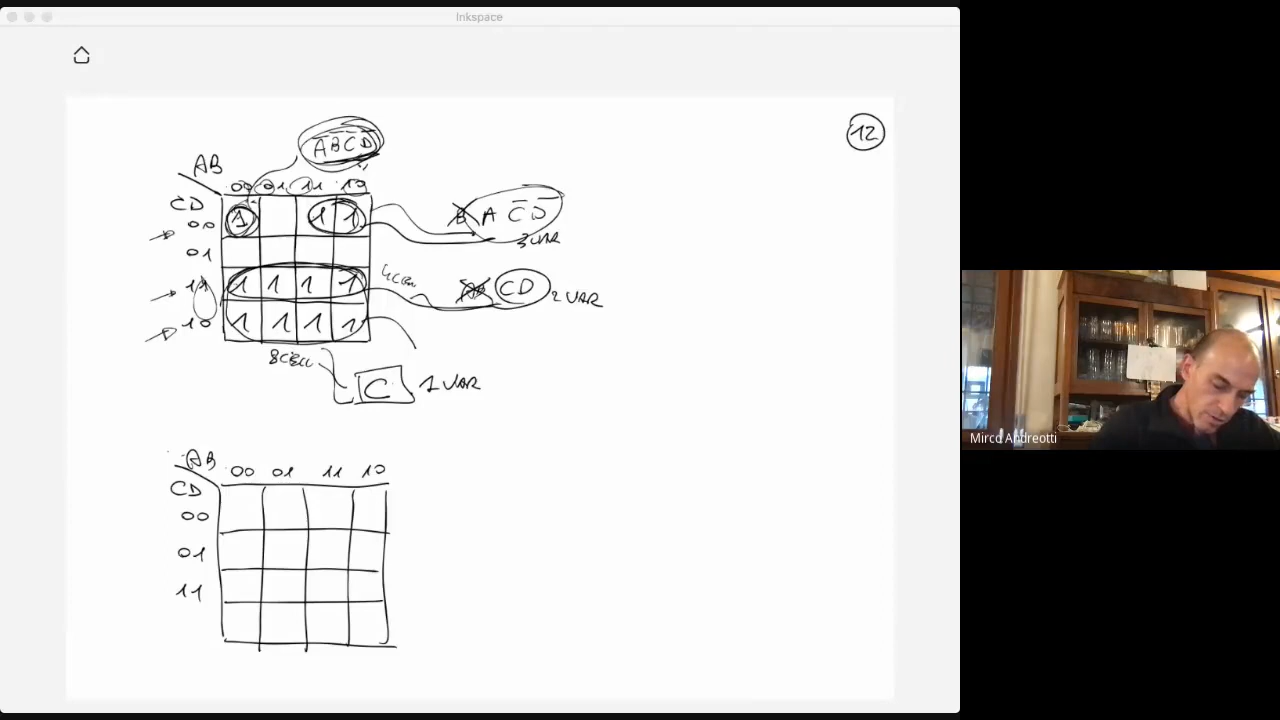 Inkspace
12
A̅B̅C̅D̅
AB
00 01 11 10
CD
00 1 1 1
B A C̅D̅
3 VAR
01
11 1 1 1 1
4 CELL
CD 2 VAR
10 1 1 1 1
8 CELL
C 1 VAR
Mirco Andreotti
AB
00 01 11 10
CD
00
01
11